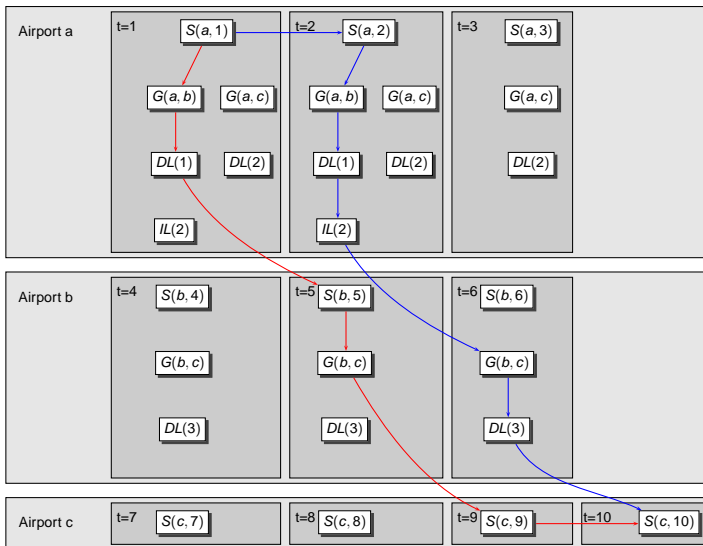 Airport a
t=1
S(a, 1)
t=2
S(a, 2)
t=3
S(a, 3)
G(a, b)
G(a, c)
G(a, b)
G(a, c)
G(a, c)
DL(1)
DL(2)
DL(1)
DL(2)
DL(2)
IL(2)
IL(2)
Airport b
t=4
S(b, 4)
t=5
S(b, 5)
t=6
S(b, 6)
G(b, c)
G(b, c)
G(b, c)
DL(3)
DL(3)
DL(3)
Airport c
t=7
S(c, 7)
t=8
S(c, 8)
t=9
S(c, 9)
t=10
S(c, 10)